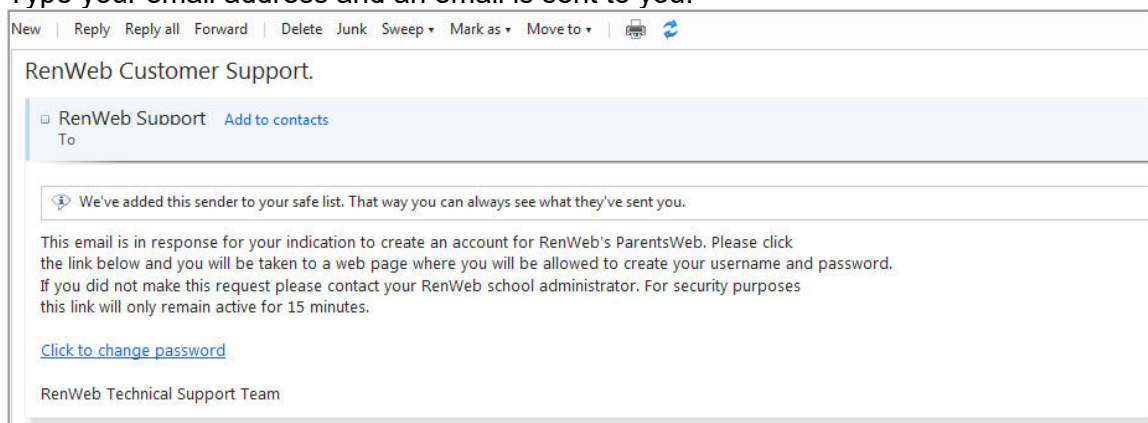 Type your email address and an email is sent to you.
New | Reply Reply all Forward | Delete Junk Sweep Mark as Move to
RenWeb Customer Support.
RenWeb Support Add to contacts
To
We've added this sender to your safe list. That way you can always see what they've sent you.
This email is in response for your indication to create an account for RenWeb's ParentsWeb. Please click
the link below and you will be taken to a web page where you will be allowed to create your username and password.
If you did not make this request please contact your RenWeb school administrator. For security purposes
this link will only remain active for 15 minutes.
Click to change password
RenWeb Technical Support Team